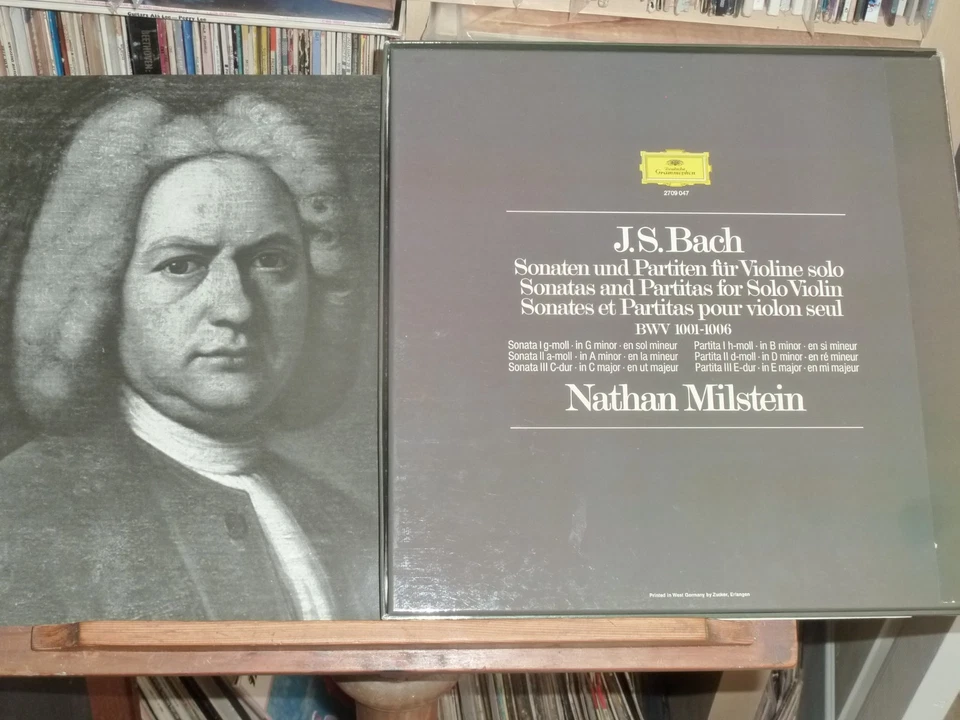 BEETHOVEN
Deutsche
Grammophon
2709 047
J.S. Bach
Sonaten und Partiten für Violine solo
Sonatas and Partitas for Solo Violin
Sonates et Partitas pour violon seul
BWV 1001-1006
Sonata I g-moll · in G minor · en sol mineur
Sonata II a-moll · in A minor · en la mineur
Sonata III C-dur · in C major · en ut majeur
Partita I h-moll · in B minor · en si mineur
Partita II d-moll · in D minor · en ré mineur
Partita III E-dur · in E major · en mi majeur
Nathan Milstein
Printed in West Germany by Zucker, Erlangen